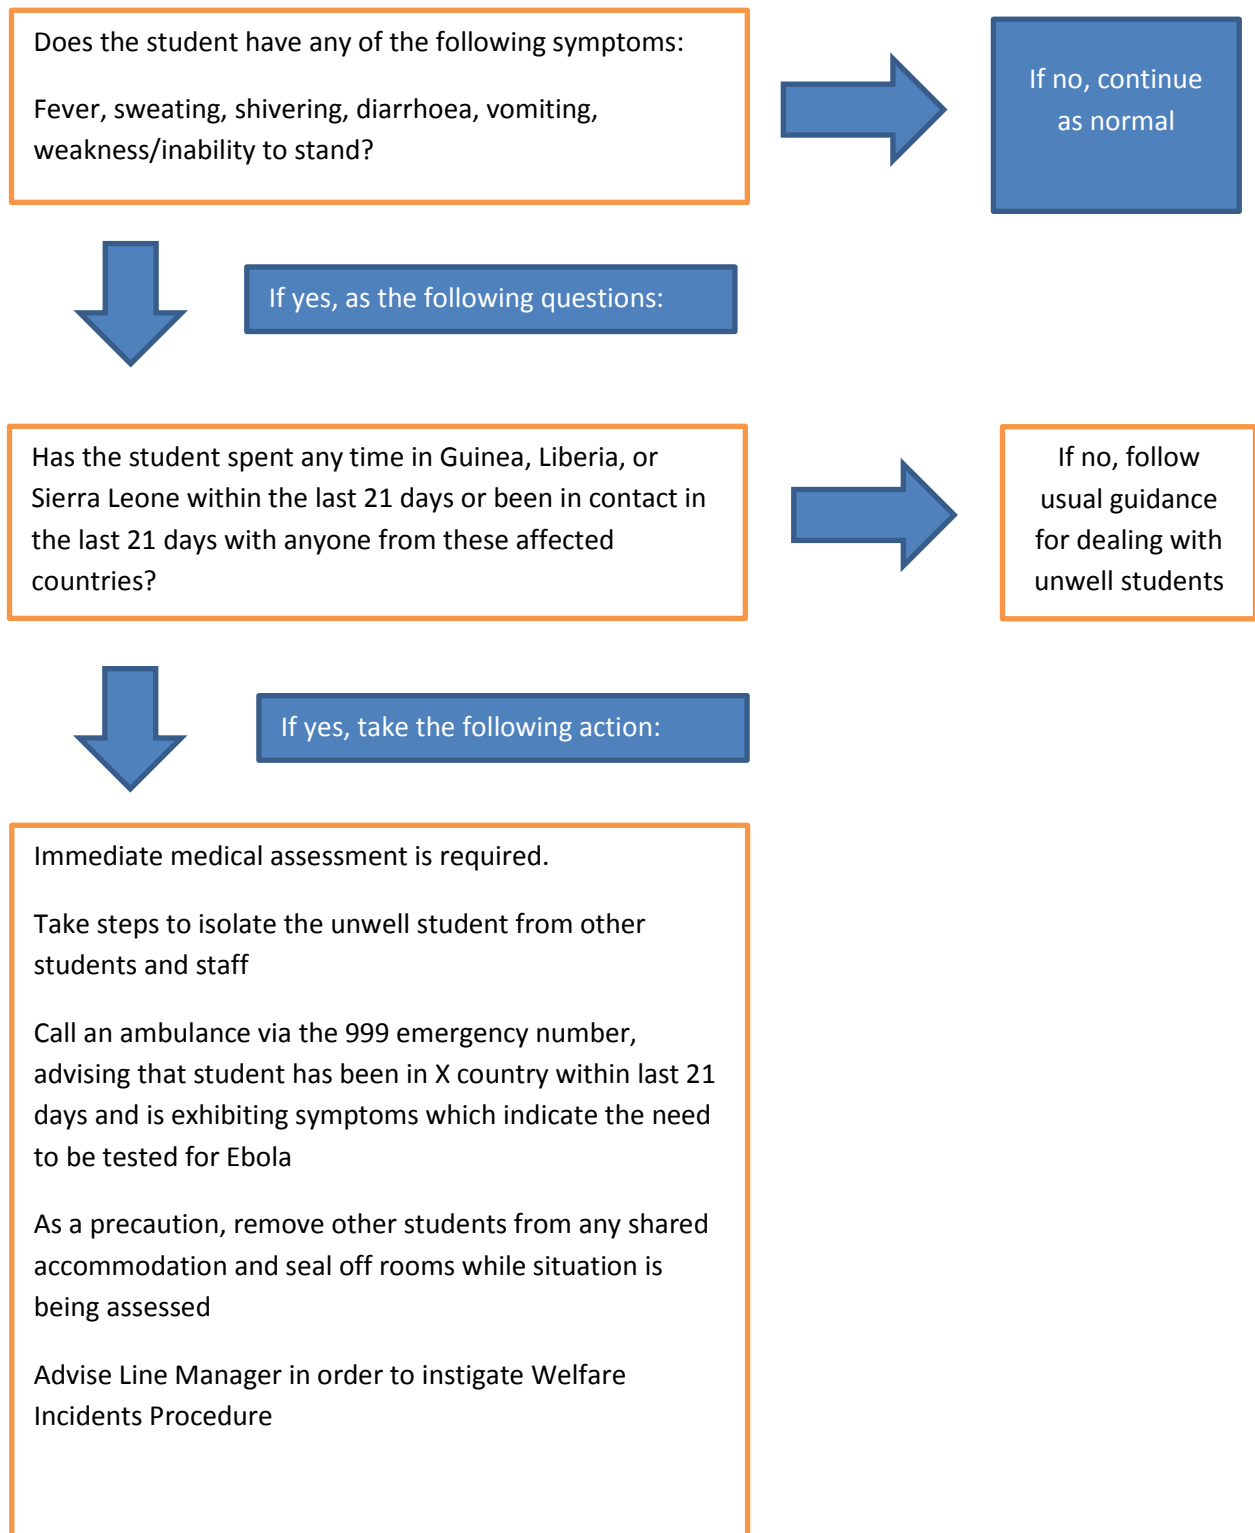 Does the student have any of the following symptoms:
Fever, sweating, shivering, diarrhoea, vomiting,
weakness/inability to stand?
If no, continue
as normal
If yes, as the following questions:
Has the student spent any time in Guinea, Liberia, or
Sierra Leone within the last 21 days or been in contact in
the last 21 days with anyone from these affected
countries?
If no, follow
usual guidance
for dealing with
unwell students
If yes, take the following action:
Immediate medical assessment is required.
Take steps to isolate the unwell student from other
students and staff
Call an ambulance via the 999 emergency number,
advising that student has been in X country within last 21
days and is exhibiting symptoms which indicate the need
to be tested for Ebola
As a precaution, remove other students from any shared
accommodation and seal off rooms while situation is
being assessed
Advise Line Manager in order to instigate Welfare
Incidents Procedure